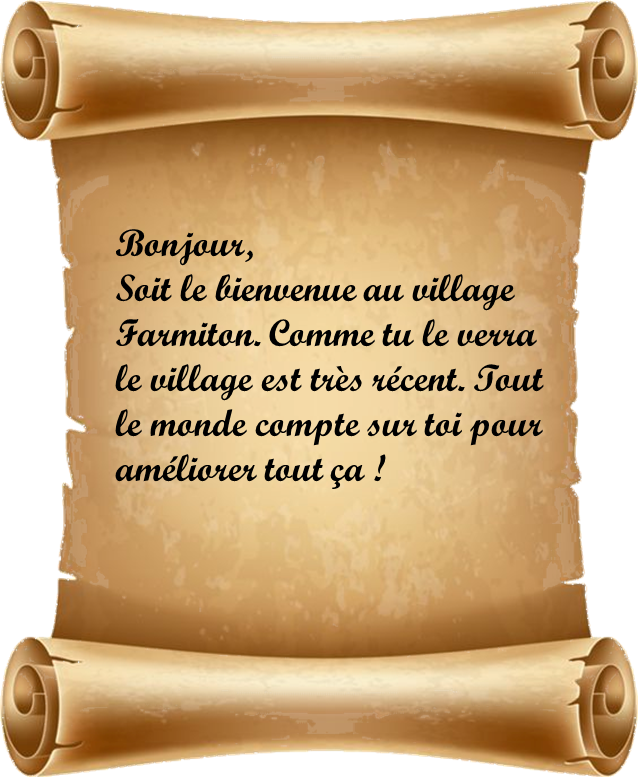 Bonjour,
Soit le bienvenue au village
Farmiton. Comme tu le verra
le village est très récent. Tout
le monde compte sur toi pour
améliorer tout ça !